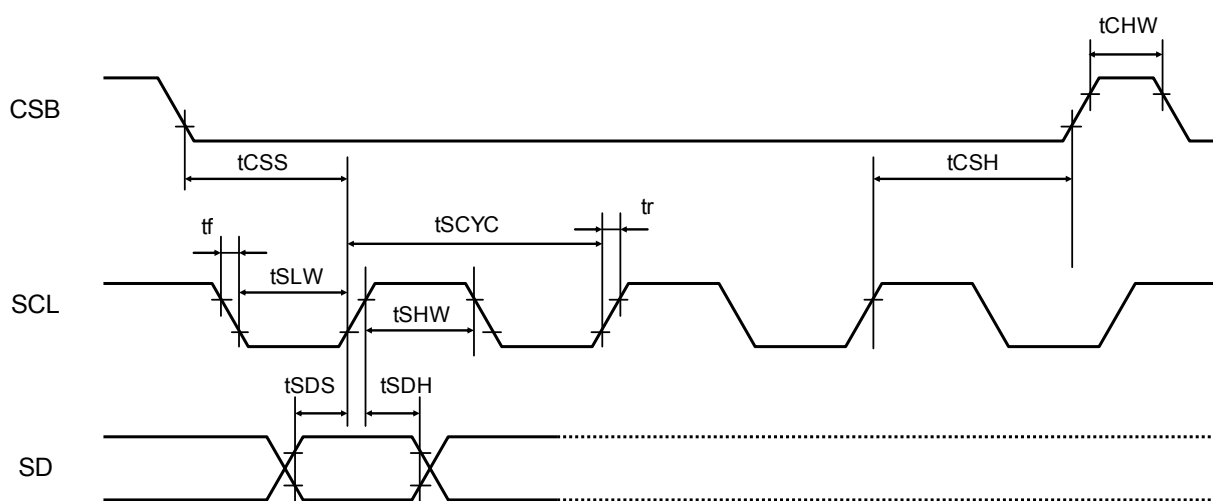 tCHW
CSB
tCSS
tCSH
tf
tSCYC
tr
tSLW
SCL
tSHW
tSDS
tSDH
SD